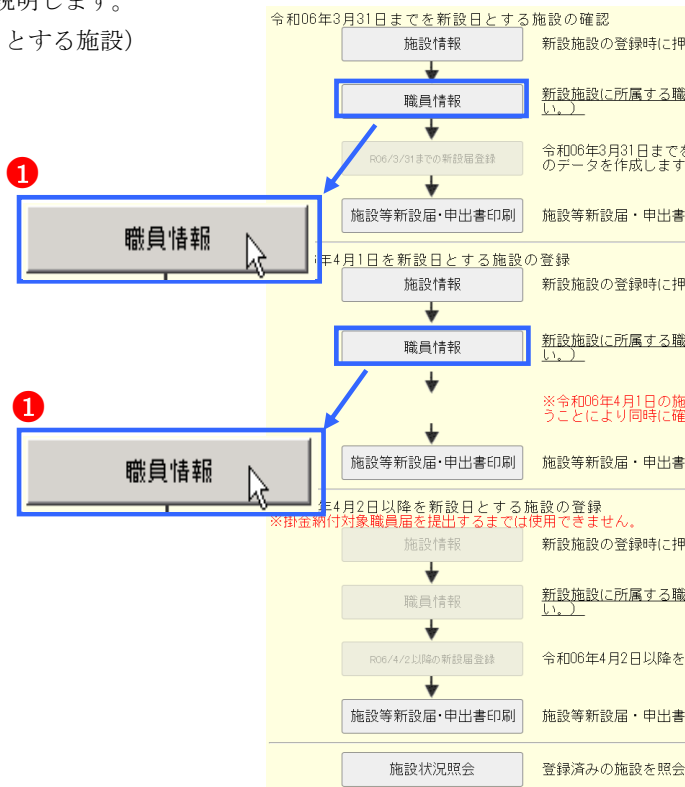 説明します。
とする施設）
令和06年3月31日までを新設日とする施設の確認
施設情報
新設施設の登録時に押
職員情報
新設施設に所属する職
い。）
R06/3/31までの新設届登録
令和06年3月31日までを
のデータを作成します
施設等新設届・申出書印刷
施設等新設届・申出書
1
職員情報
年4月1日を新設日とする施設の登録
施設情報
新設施設の登録時に押
職員情報
新設施設に所属する職
い。）
※令和06年4月1日の施
うことにより同時に確
施設等新設届・申出書印刷
施設等新設届・申出書
1
職員情報
年4月2日以降を新設日とする施設の登録
※掛金納付対象職員届を提出するまでは使用できません。
施設情報
新設施設の登録時に押
職員情報
新設施設に所属する職
い。）
R06/4/2以降の新設届登録
令和06年4月2日以降を
施設等新設届・申出書印刷
施設等新設届・申出書
施設状況照会
登録済みの施設を照会